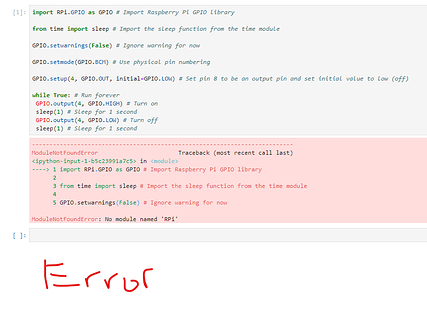 [1]: import RPi.GPIO as GPIO # Import Raspberry Pi GPIO library
from time import sleep # Import the sleep function from the time module
GPIO.setwarnings(False) # Ignore warning for now
GPIO.setmode(GPIO.BCM) # Use physical pin numbering
GPIO.setup(4, GPIO.OUT, initial=GPIO.LOW) # Set pin 8 to be an output pin and set initial value to low (off)
while True: # Run forever
GPIO.output(4, GPIO.HIGH) # Turn on
sleep(1) # Sleep for 1 second
GPIO.output(4, GPIO.LOW) # Turn off
sleep(1) # Sleep for 1 second
ModuleNotFoundError Traceback (most recent call last)
<ipython-input-1-b5c23991a7c5> in <module>
----> 1 import RPi.GPIO as GPIO # Import Raspberry Pi GPIO library
2
3 from time import sleep # Import the sleep function from the time module
4
5 GPIO.setwarnings(False) # Ignore warning for now
ModuleNotFoundError: No module named 'RPi'
[ ]:
Error